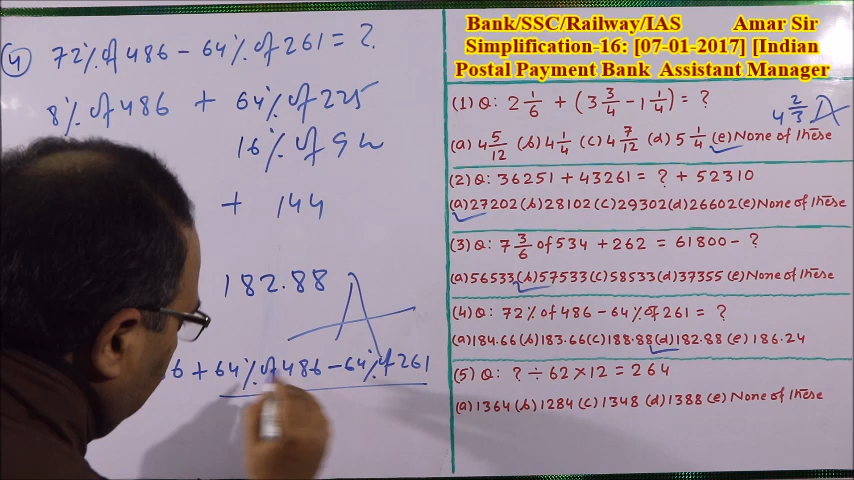 Bank/SSC/Railway/IAS Amar Sir
Simplification-16: [07-01-2017] [Indian
Postal Payment Bank Assistant Manager
(4) 72% of 486 - 64% of 261 = ?
8% of 486 + 64% of 225
16% of 9
+ 144
182.88
6 + 64% of 486 - 64% of 261
(1) Q: 2 1/6 + (3 3/4 - 1 1/4) = ?
4 2/3
(a) 4 5/12 (b) 4 1/4 (c) 4 7/12 (d) 5 1/4 (e) None of these
(2) Q: 36251 + 43261 = ? + 52310
(a) 27202 (b) 28102 (c) 29302 (d) 26602 (e) None of these
(3) Q: 7 3/6 of 534 + 262 = 61800 - ?
(a) 56533 (b) 57533 (c) 58533 (d) 37355 (e) None of these
(4) Q: 72% of 486 - 64% of 261 = ?
(a) 184.66 (b) 183.66 (c) 188.88 (d) 182.88 (e) 186.24
(5) Q: ? ÷ 62 × 12 = 264
(a) 1364 (b) 1284 (c) 1348 (d) 1388 (e) None of these